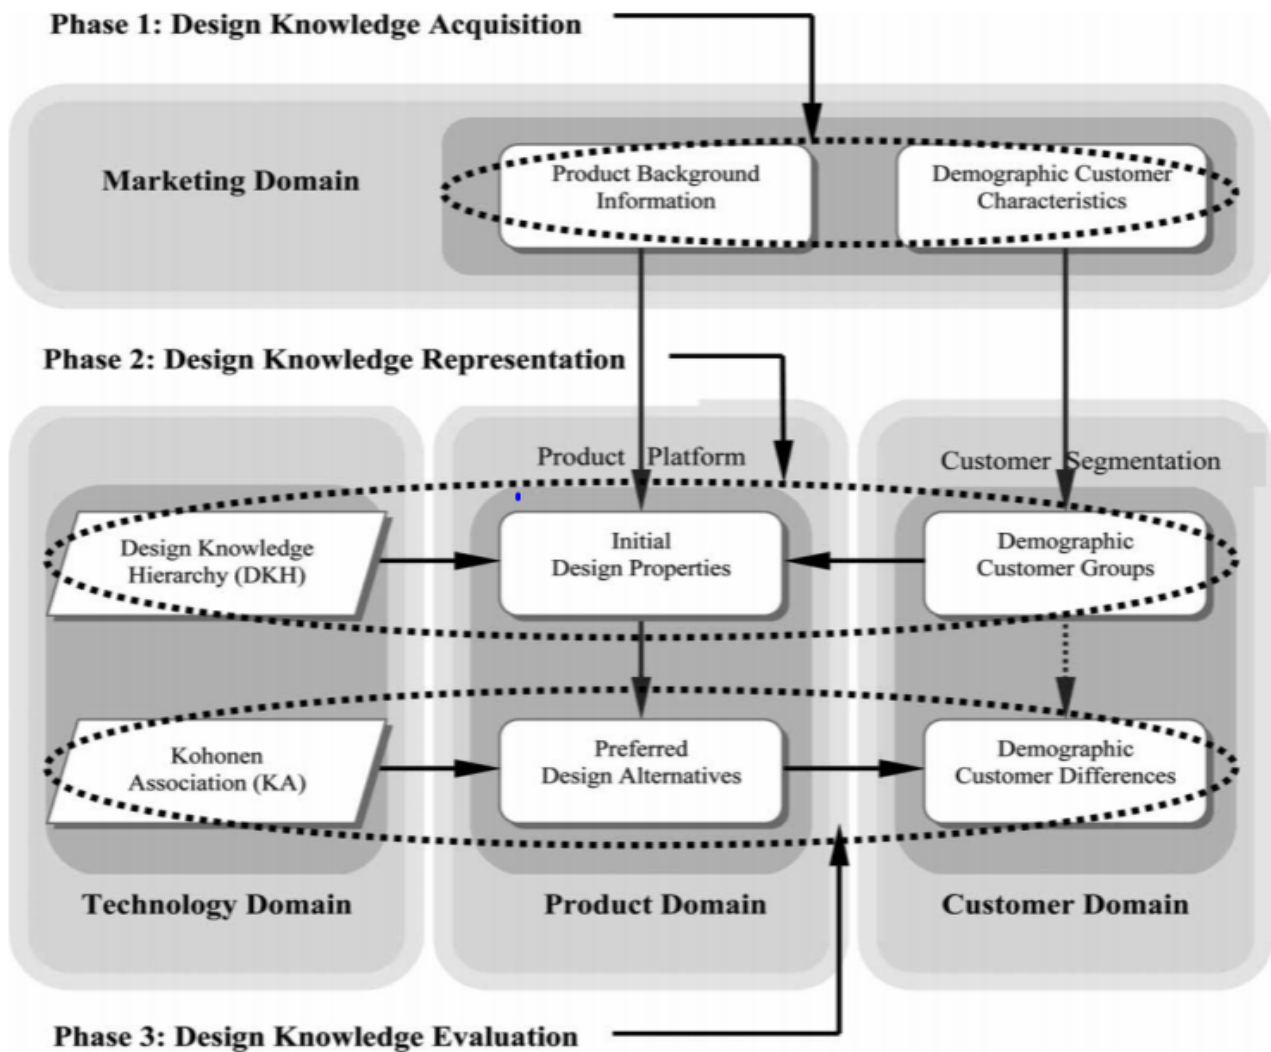 Phase 1: Design Knowledge Acquisition
Marketing Domain
Product Background
Information
Demographic Customer
Characteristics
Phase 2: Design Knowledge Representation
Product Platform
Customer Segmentation
Design Knowledge
Hierarchy (DKH)
Initial
Design Properties
Demographic
Customer Groups
Kohonen
Association (KA)
Preferred
Design Alternatives
Demographic
Customer Differences
Technology Domain
Product Domain
Customer Domain
Phase 3: Design Knowledge Evaluation